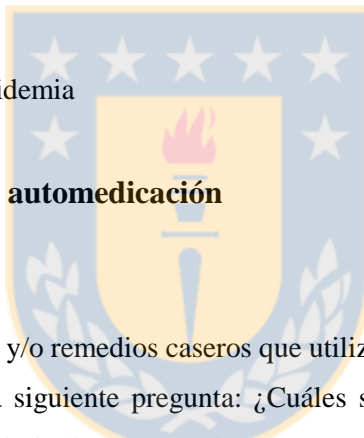 idemia
automedicación
y/o remedios caseros que utiliz
siguiente pregunta: ¿Cuáles s